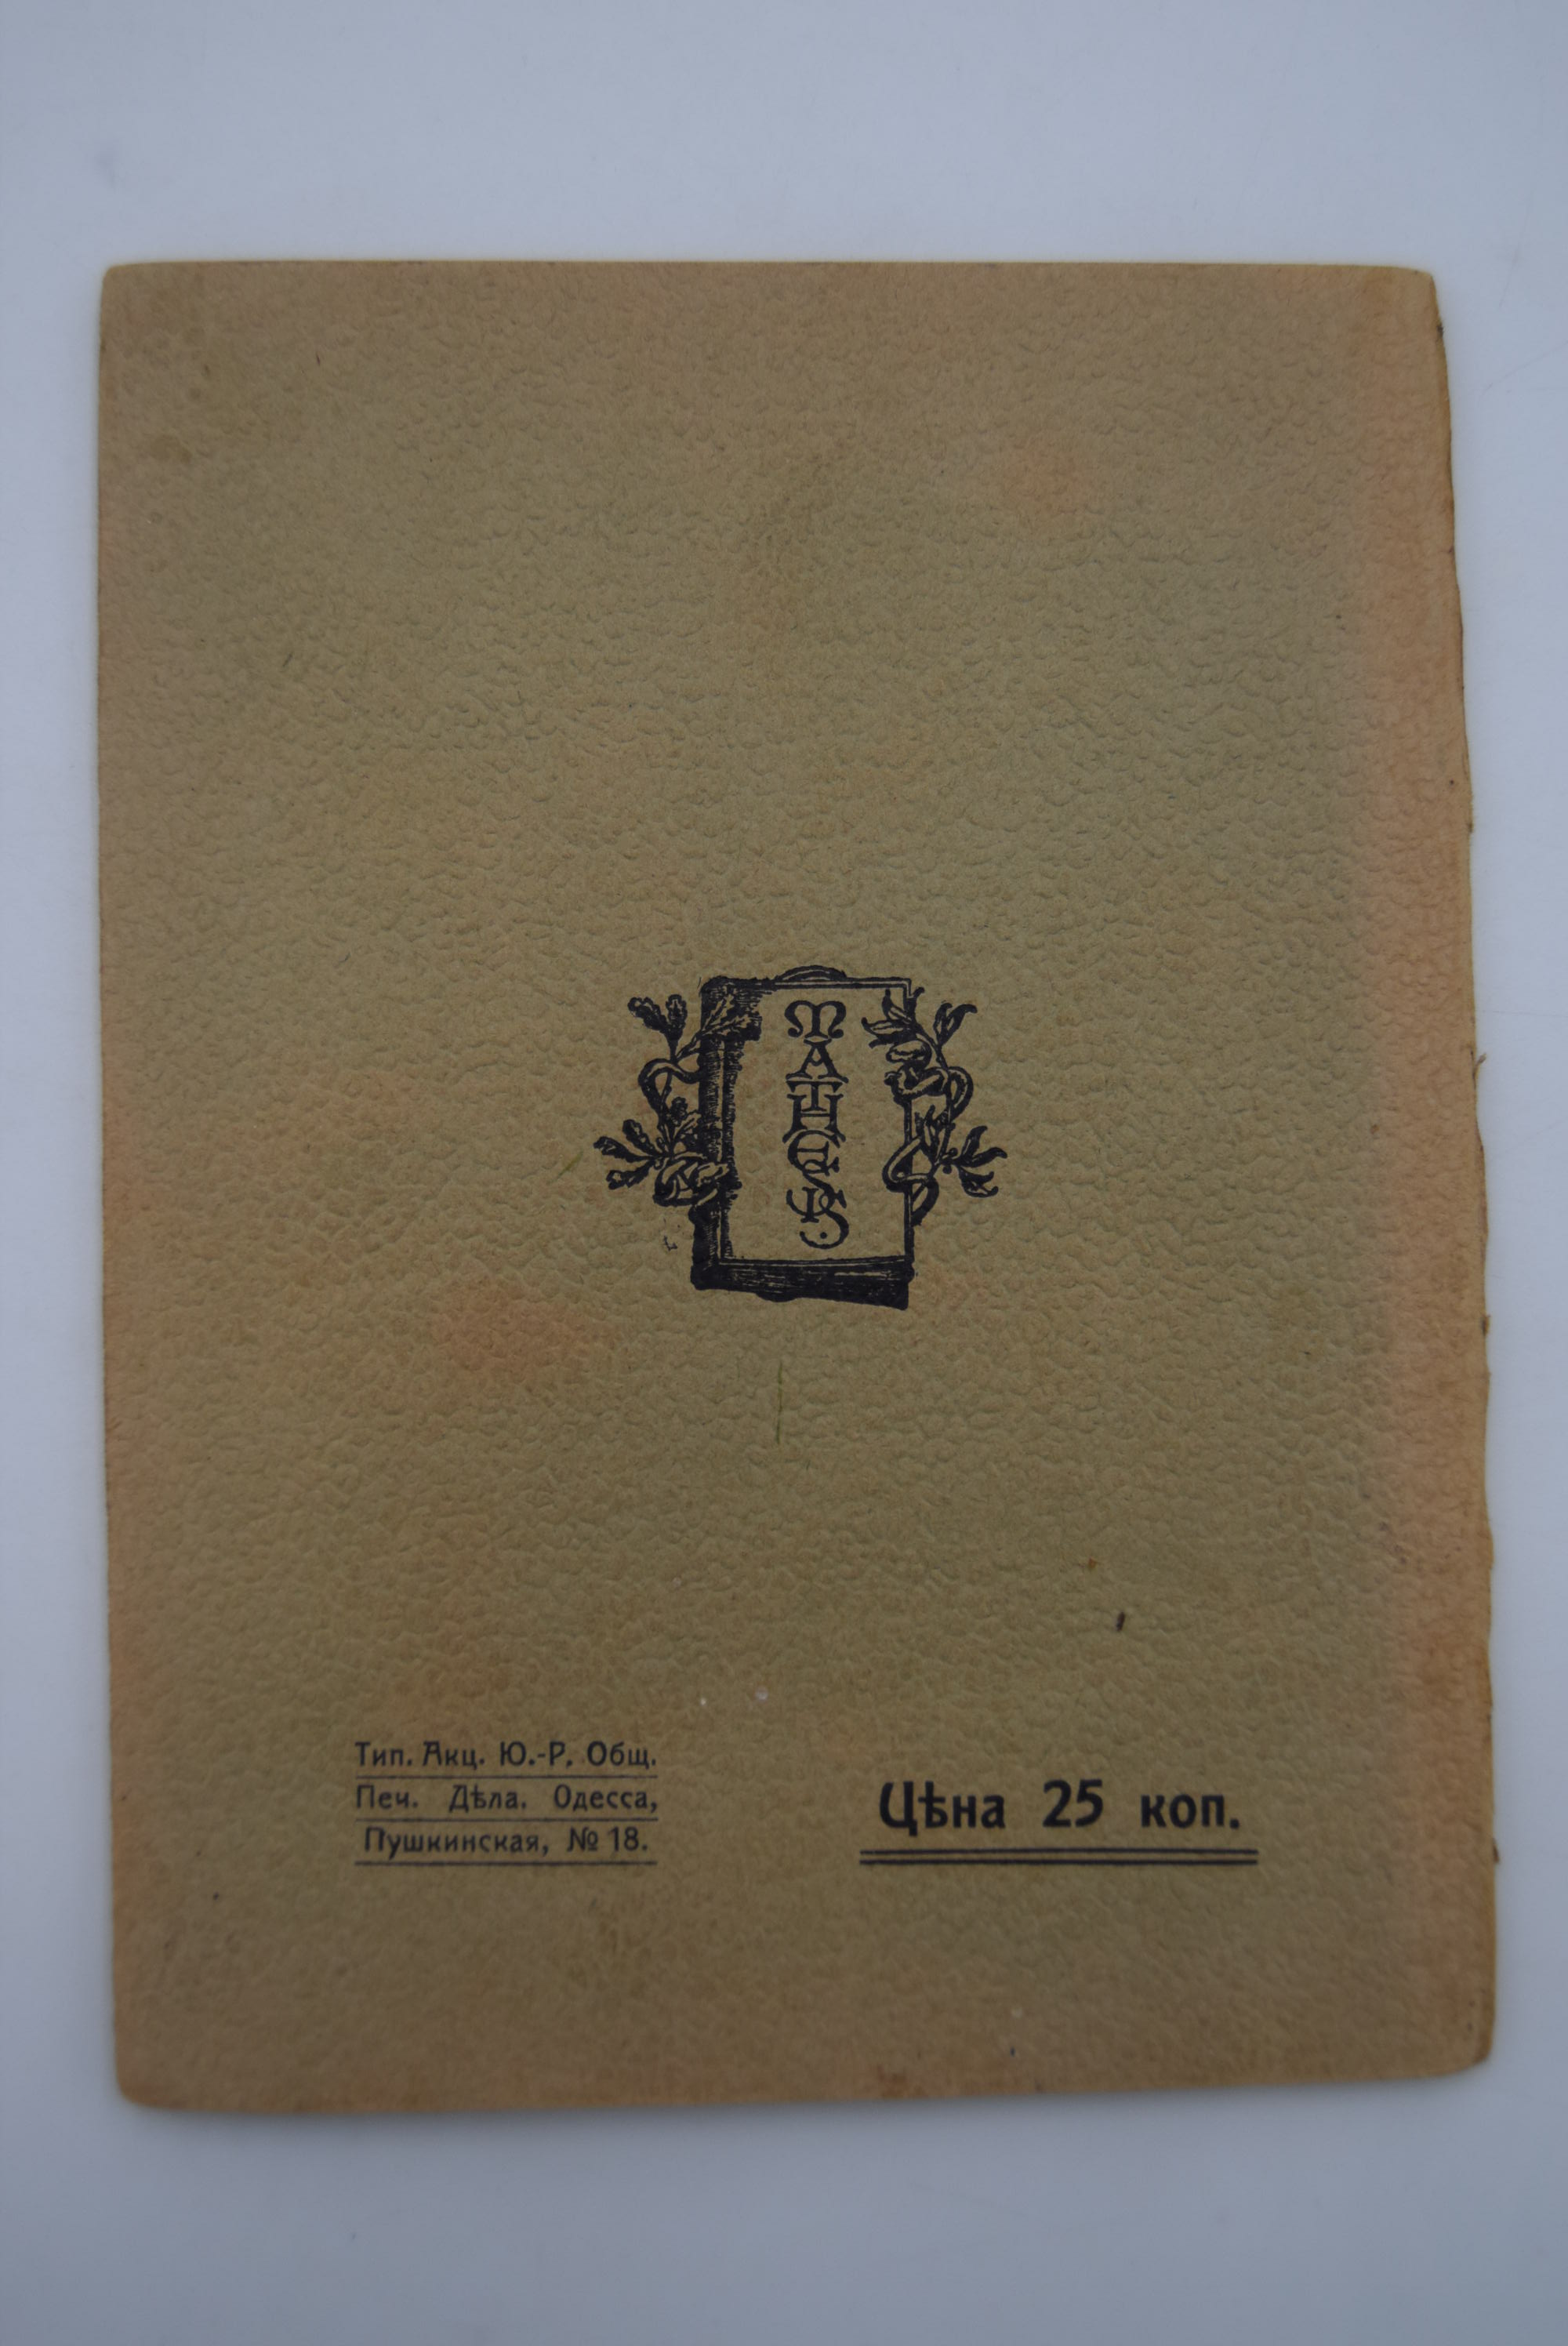 MATHESIS
Тип. Акц. Ю.-Р. Общ.
Печ. Дѣла. Одесса,
Пушкинская, № 18.
Цѣна 25 коп.